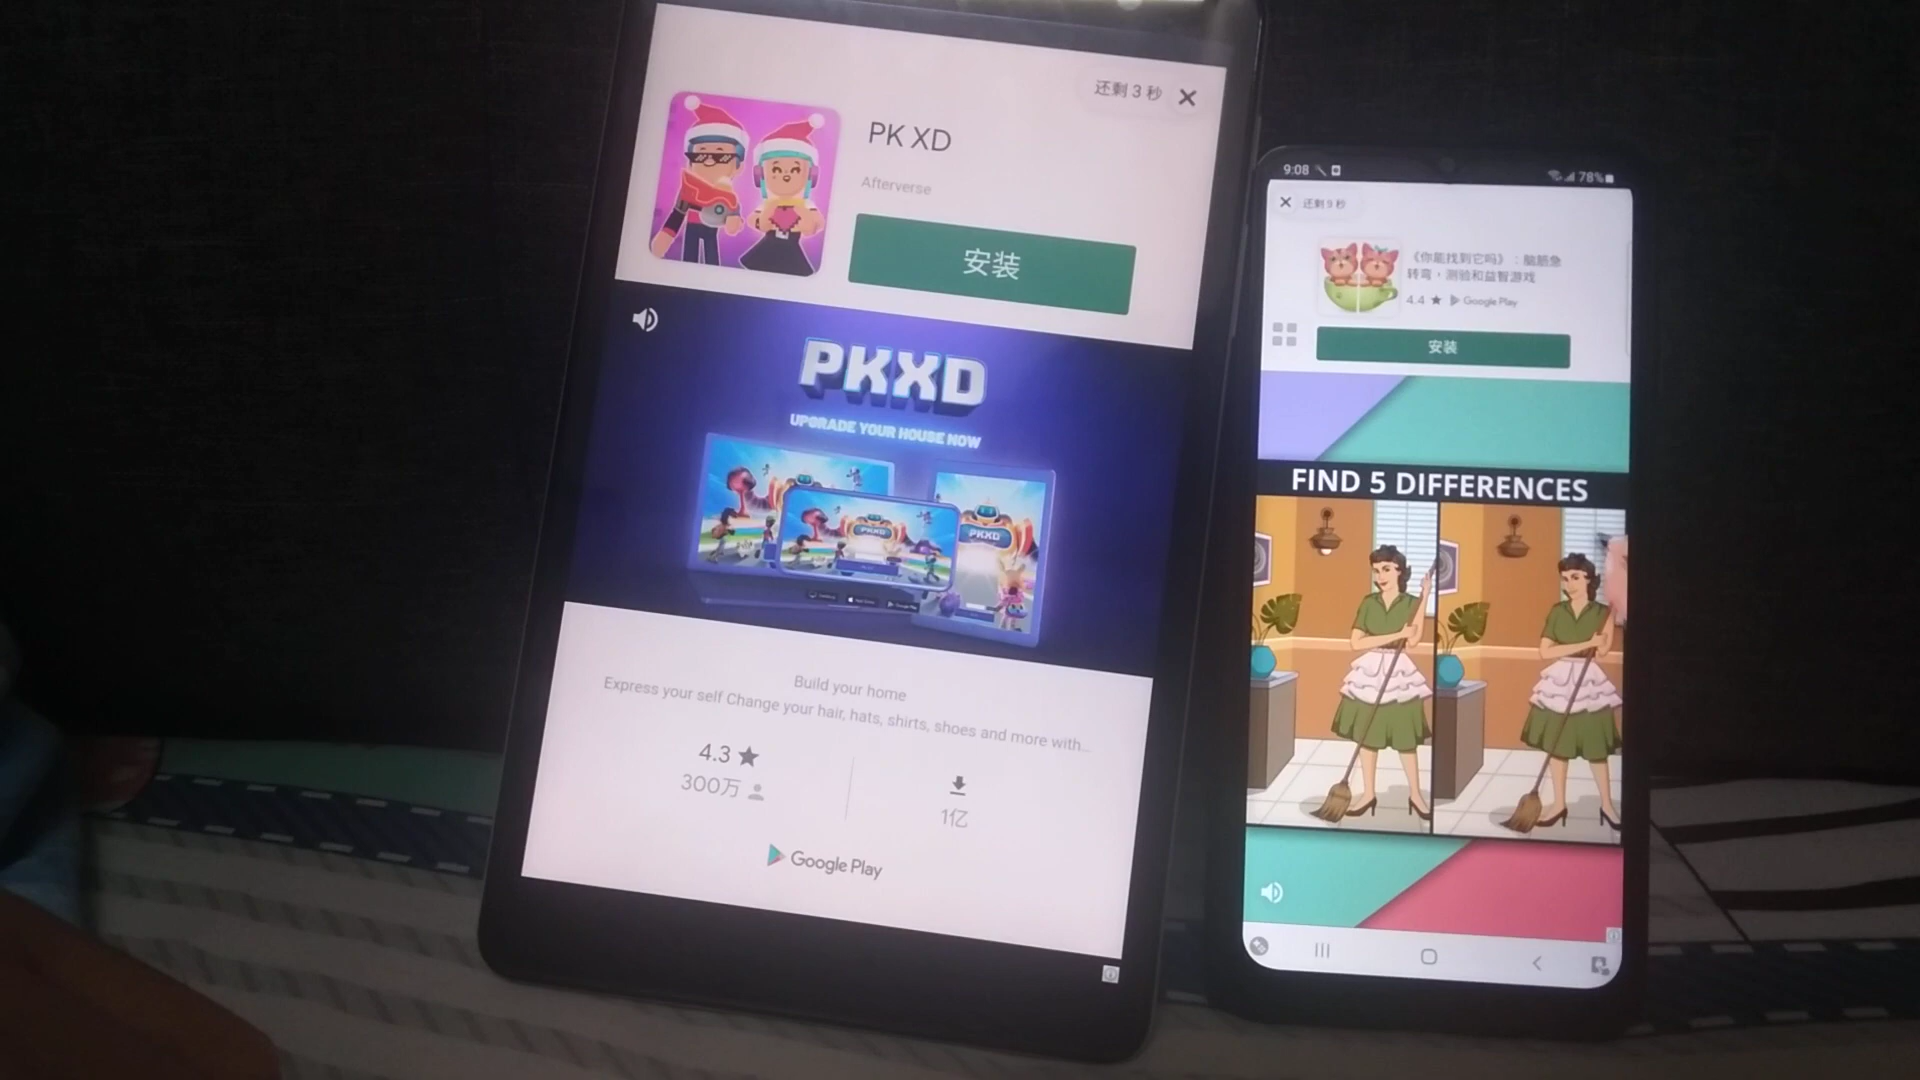 还剩 3 秒
PK XD
Afterverse
安装
PKXD
UPGRADE YOUR HOUSE NOW
PKXD
PKXD
Build your home
Express your self Change your hair, hats, shirts, shoes and more with...
4.3
300万
1亿
Google Play
9:08
78%
还剩 9 秒
《你能找到它吗》：脑筋急
转弯，测验和益智游戏
4.4 ★ Google Play
安装
FIND 5 DIFFERENCES